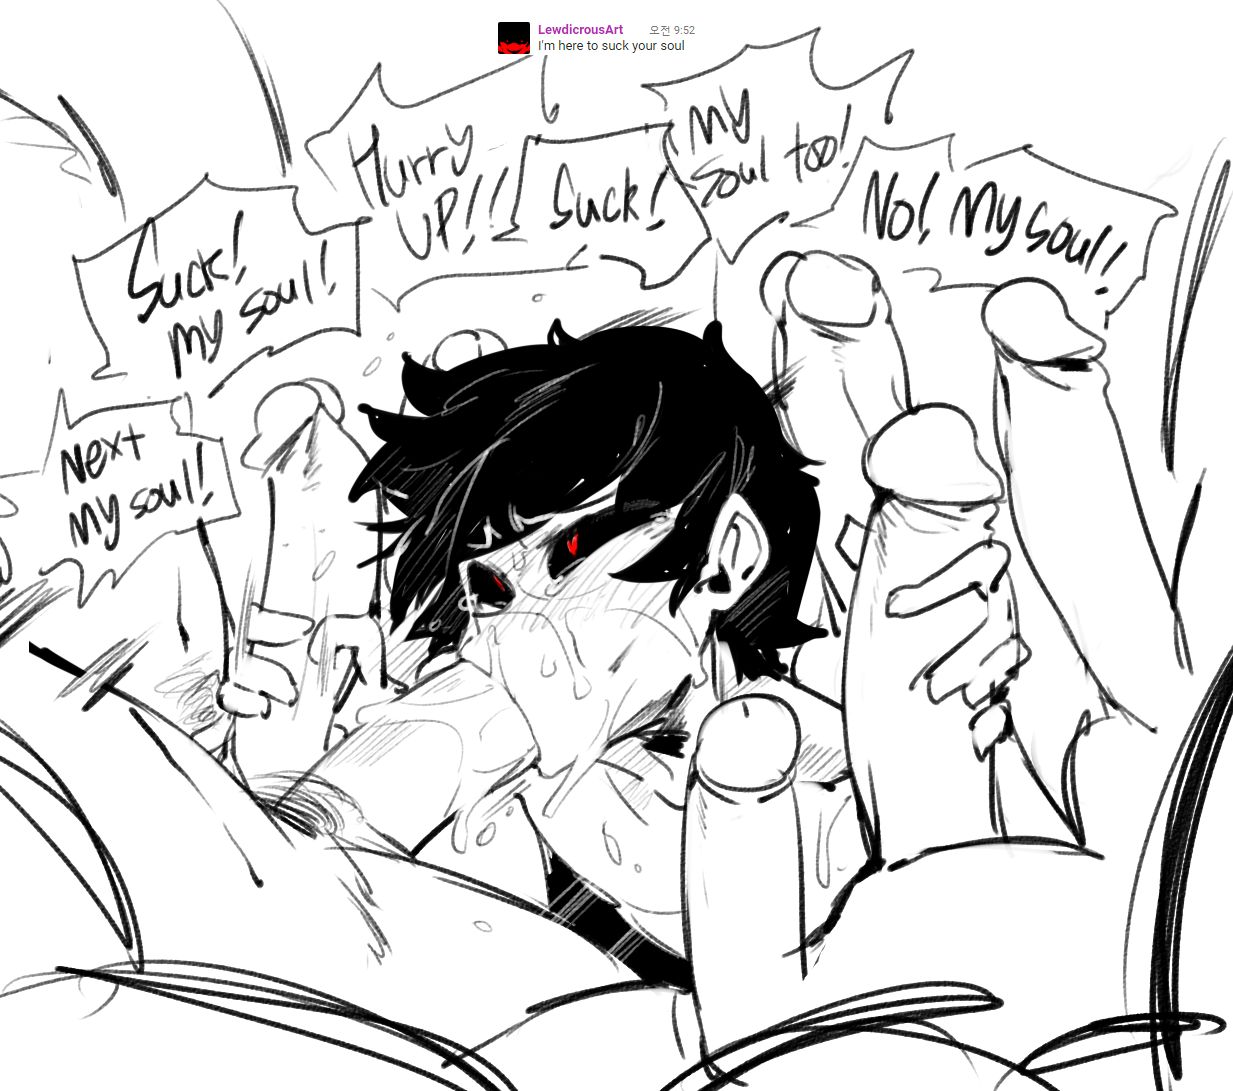 LewdicrousArt 오전 9:52
I'm here to suck your soul
Hurry
UP!!
Suck!
my
soul too!
No! My soul!
Suck!
my soul!
Next
my soul!